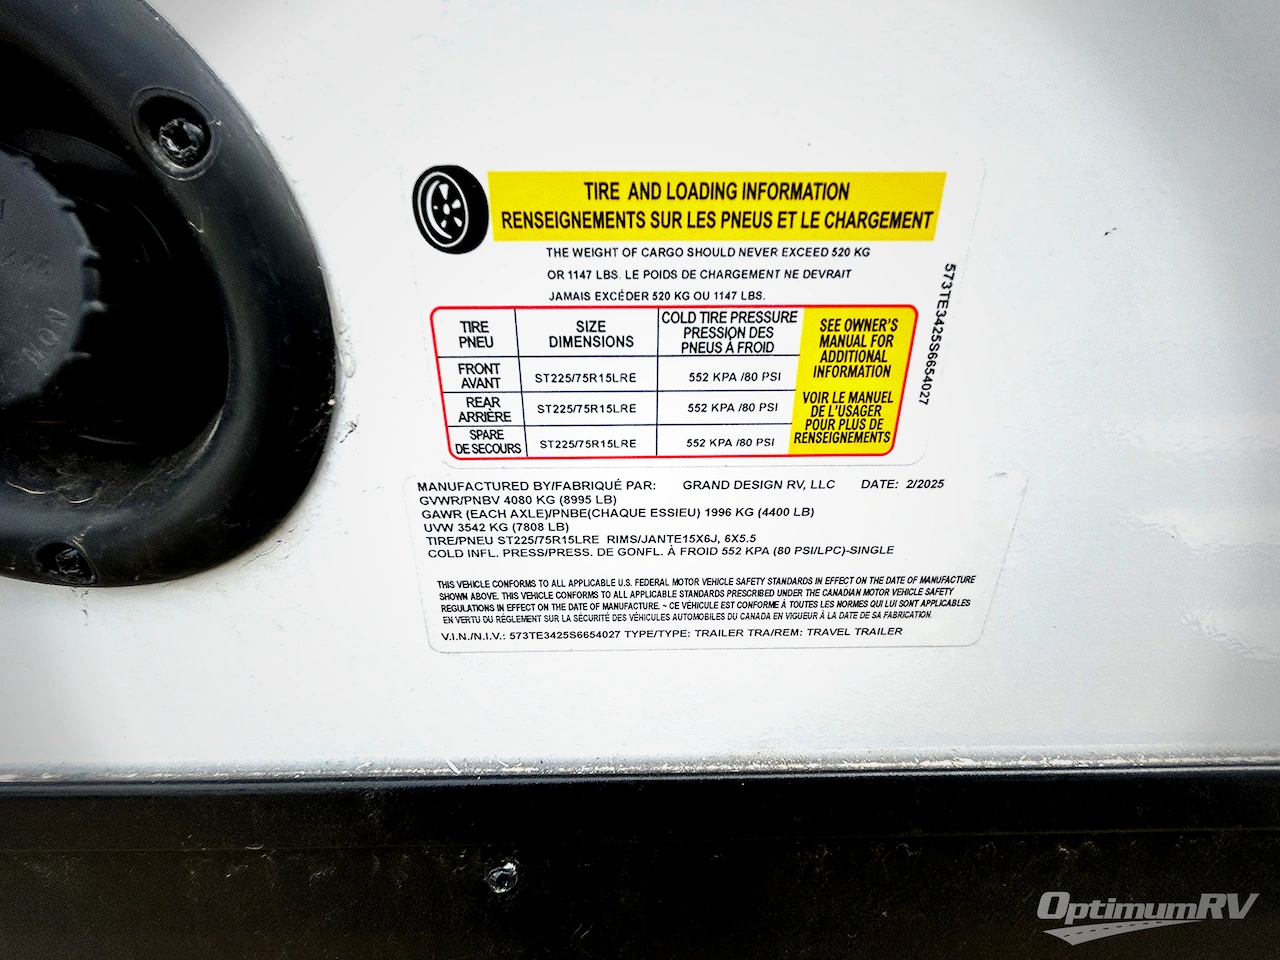 TIRE AND LOADING INFORMATION
RENSEIGNEMENTS SUR LES PNEUS ET LE CHARGEMENT
THE WEIGHT OF CARGO SHOULD NEVER EXCEED 520 KG
OR 1147 LBS. LE POIDS DE CHARGEMENT NE DEVRAIT
JAMAIS EXCÉDER 520 KG OU 1147 LBS.
TIRE
PNEU
SIZE
DIMENSIONS
COLD TIRE PRESSURE
PRESSION DES
PNEUS À FROID
FRONT
AVANT
ST225/75R15LRE
552 KPA /80 PSI
REAR
ARRIÈRE
ST225/75R15LRE
552 KPA /80 PSI
SPARE
DE SECOURS
ST225/75R15LRE
552 KPA /80 PSI
SEE OWNER'S
MANUAL FOR
ADDITIONAL
INFORMATION
VOIR LE MANUEL
DE L'USAGER
POUR PLUS DE
RENSEIGNEMENTS
573TE3425S6654027
MANUFACTURED BY/FABRIQUÉ PAR: GRAND DESIGN RV, LLC DATE: 2/2025
GVWR/PNBV 4080 KG (8995 LB)
GAWR (EACH AXLE)/PNBE(CHAQUE ESSIEU) 1996 KG (4400 LB)
UVW 3542 KG (7808 LB)
TIRE/PNEU ST225/75R15LRE RIMS/JANTE15X6J, 6X5.5
COLD INFL. PRESS/PRESS. DE GONFL. À FROID 552 KPA (80 PSI/LPC)-SINGLE
THIS VEHICLE CONFORMS TO ALL APPLICABLE U.S. FEDERAL MOTOR VEHICLE SAFETY STANDARDS IN EFFECT ON THE DATE OF MANUFACTURE
SHOWN ABOVE. THIS VEHICLE CONFORMS TO ALL APPLICABLE STANDARDS PRESCRIBED UNDER THE CANADIAN MOTOR VEHICLE SAFETY
REGULATIONS IN EFFECT ON THE DATE OF MANUFACTURE. ~ CE VÉHICULE EST CONFORME À TOUTES LES NORMES QUI LUI SONT APPLICABLES
EN VERTU DU RÈGLEMENT SUR LA SÉCURITÉ DES VÉHICULES AUTOMOBILES DU CANADA EN VIGUEUR À LA DATE DE SA FABRICATION.
V.I.N./N.I.V.: 573TE3425S6654027 TYPE/TYPE: TRAILER TRA/REM: TRAVEL TRAILER
OptimumRV